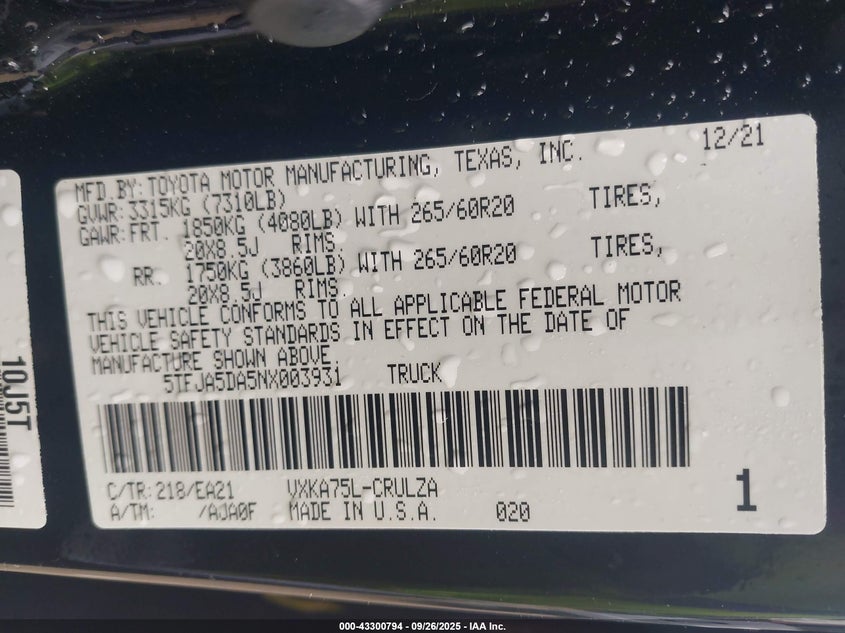 MFD.BY:TOYOTA MOTOR MANUFACTURING, TEXAS, INC. 12/21
GVWR:3315KG (7310LB)
GAWR:FRT. 1850KG (4080LB) WITH 265/60R20 TIRES,
20X8.5J RIMS.
RR. 1750KG (3860LB) WITH 265/60R20 TIRES,
20X8.5J RIMS.
THIS VEHICLE CONFORMS TO ALL APPLICABLE FEDERAL MOTOR
VEHICLE SAFETY STANDARDS IN EFFECT ON THE DATE OF
MANUFACTURE SHOWN ABOVE.
5TFJA5DA5NX003931 TRUCK
C/TR:218/EA21 VXKA75L-CRULZA
A/TM: /AJA0F MADE IN U.S.A. 020
1
10J5T
000-43300794 - 09/26/2025 - IAA Inc.